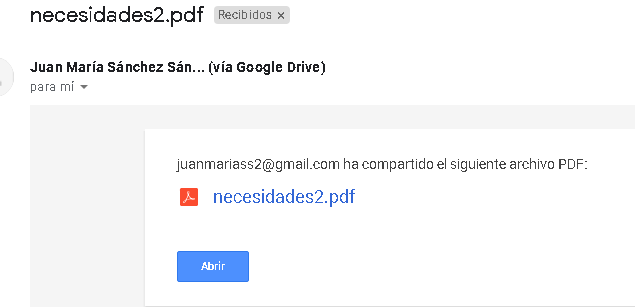 necesidades2.pdf Recibidos x
Juan María Sánchez Sán... (vía Google Drive)
para mí
juanmariass2@gmail.com ha compartido el siguiente archivo PDF:
necesidades2.pdf
Abrir